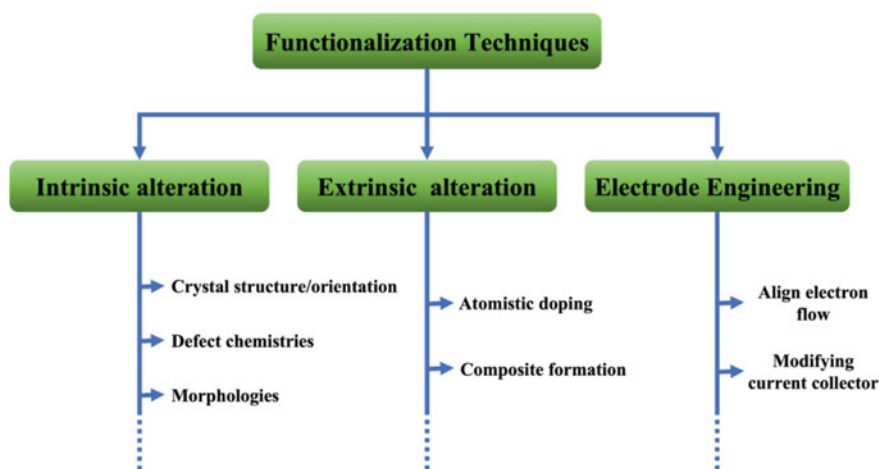 Functionalization Techniques
Intrinsic alteration
Extrinsic alteration
Electrode Engineering
Crystal structure/orientation
Defect chemistries
Morphologies
Atomistic doping
Composite formation
Align electron
flow
Modifying
current collector